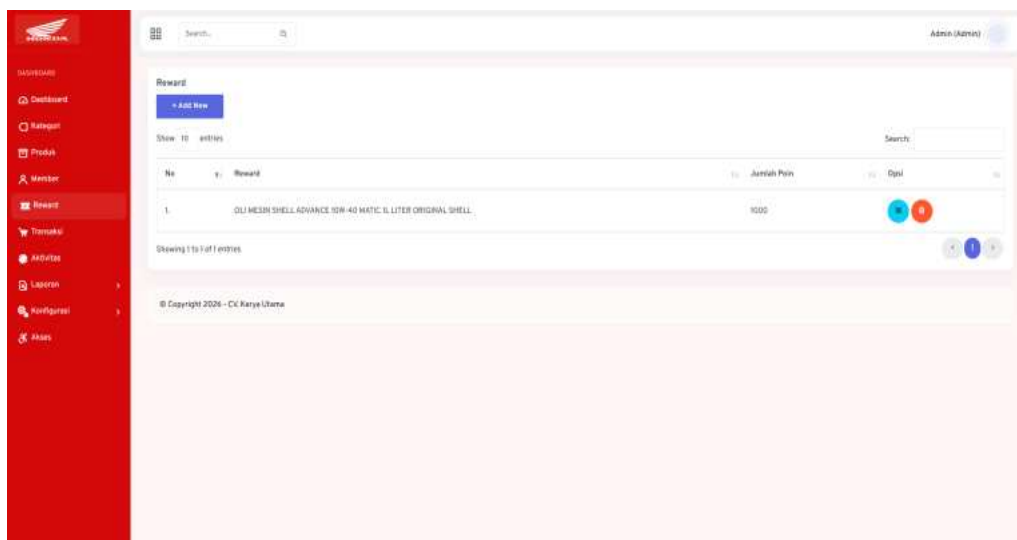 HONDA
Search...
Admin (Admin)
DASHBOARD
Dashboard
Kategori
Produk
Member
Reward
Transaksi
Aktivitas
Laporan
Konfigurasi
Akses
Reward
+ Add New
Show 10 entries
Search:
No Reward Jumlah Poin Opsi
1. OLI MESIN SHELL ADVANCE 10W-40 MATIC 1L LITER ORIGINAL SHELL 1000
Showing 1 to 1 of 1 entries
‹ 1 ›
© Copyright 2026 - CV. Karya Utama